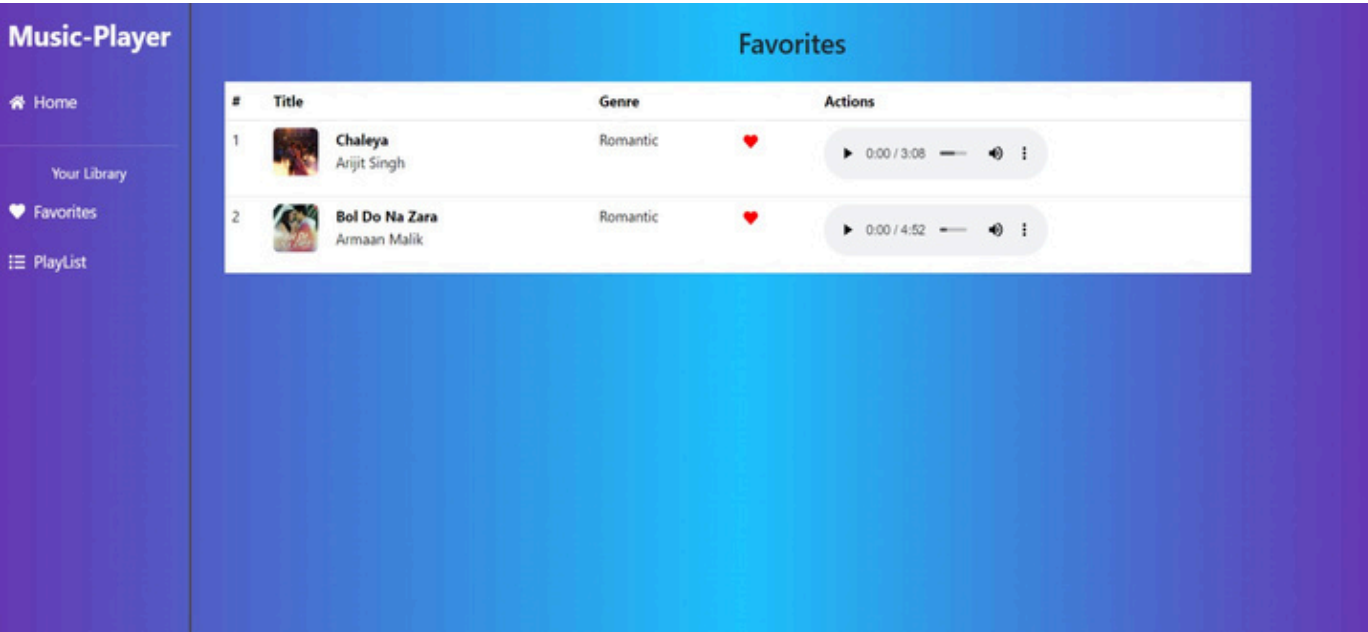 Music-Player
Home
Your Library
Favorites
PlayList
Favorites
# Title Genre Actions
1 Chaleya Romantic 0:00 / 3:08
Arijit Singh
2 Bol Do Na Zara Romantic 0:00 / 4:52
Armaan Malik